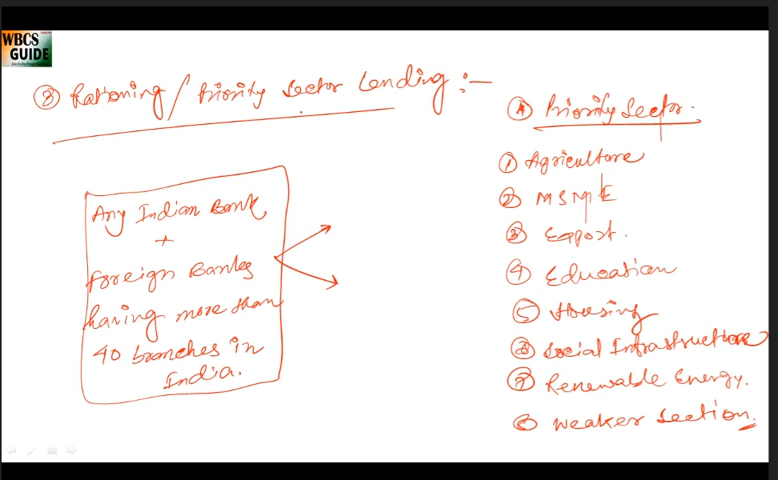 WBCS
GUIDE
③ Rationing / Priority Sector Lending :-
Any Indian Bank
+
Foreign Banks
having more than
40 branches in
India.
Priority Sector.
① Agriculture
② MSME
③ Export.
④ Education
⑤ Housing
⑥ Social Infrastructure
⑦ Renewable Energy.
⑧ Weaker Section.